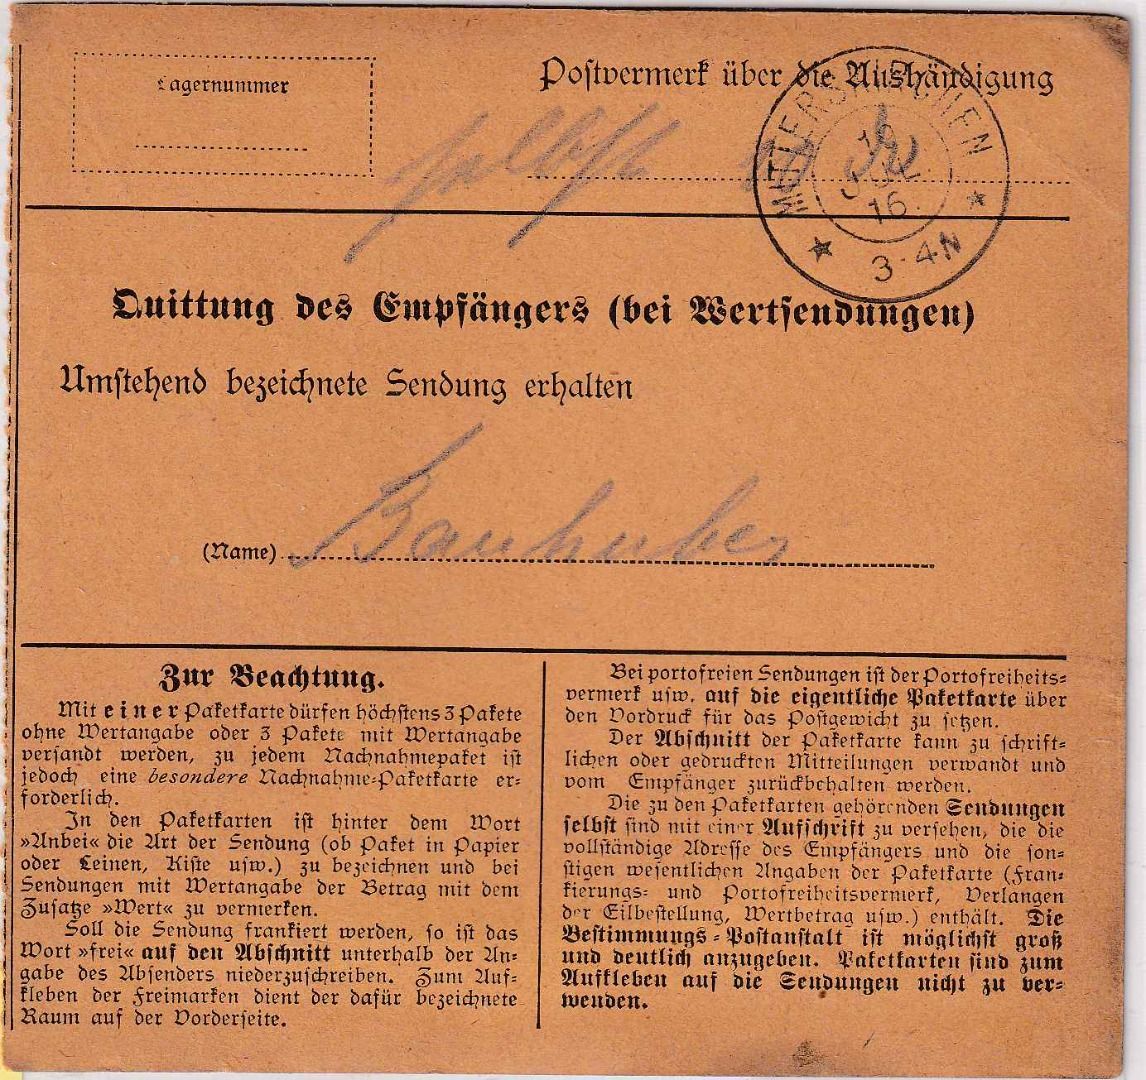 Lagernummer
Postvermerk über die Aushändigung
selbst
MITTERSKIRCHEN
16.
3-4N
Quittung des Empfängers (bei Wertsendungen)
Umstehend bezeichnete Sendung erhalten
(Name) Bauhuber
Zur Beachtung.
Mit einer Paketkarte dürfen höchstens 3 Pakete
ohne Wertangabe oder 3 Pakete mit Wertangabe
versandt werden, zu jedem Nachnahmepaket ist
jedoch eine besondere Nachnahme-Paketkarte er-
forderlich.
In den Paketkarten ist hinter dem Wort
»Anbei« die Art der Sendung (ob Paket in Papier
oder Leinen, Kiste usw.) zu bezeichnen und bei
Sendungen mit Wertangabe der Betrag mit dem
Zusatze »Wert« zu vermerken.
Soll die Sendung frankiert werden, so ist das
Wort »frei« auf den Abschnitt unterhalb der An-
gabe des Absenders niederzuschreiben. Zum Auf-
kleben der Freimarken dient der dafür bezeichnete
Raum auf der Vorderseite.
Bei portofreien Sendungen ist der Portofreiheits-
vermerk usw. auf die eigentliche Paketkarte über
den Vordruck für das Postgewicht zu setzen.
Der Abschnitt der Paketkarte kann zu schrift-
lichen oder gedruckten Mitteilungen verwandt und
vom Empfänger zurückbehalten werden.
Die zu den Paketkarten gehörenden Sendungen
selbst sind mit einer Aufschrift zu versehen, die die
vollständige Adresse des Empfängers und die son-
stigen wesentlichen Angaben der Paketkarte (Fran-
kierungs- und Portofreiheitsvermerk, Verlangen
der Eilbestellung, Wertbetrag usw.) enthält. Die
Bestimmungs-Postanstalt ist möglichst groß
und deutlich anzugeben. Paketkarten sind zum
Aufkleben auf die Sendungen nicht zu ver-
wenden.